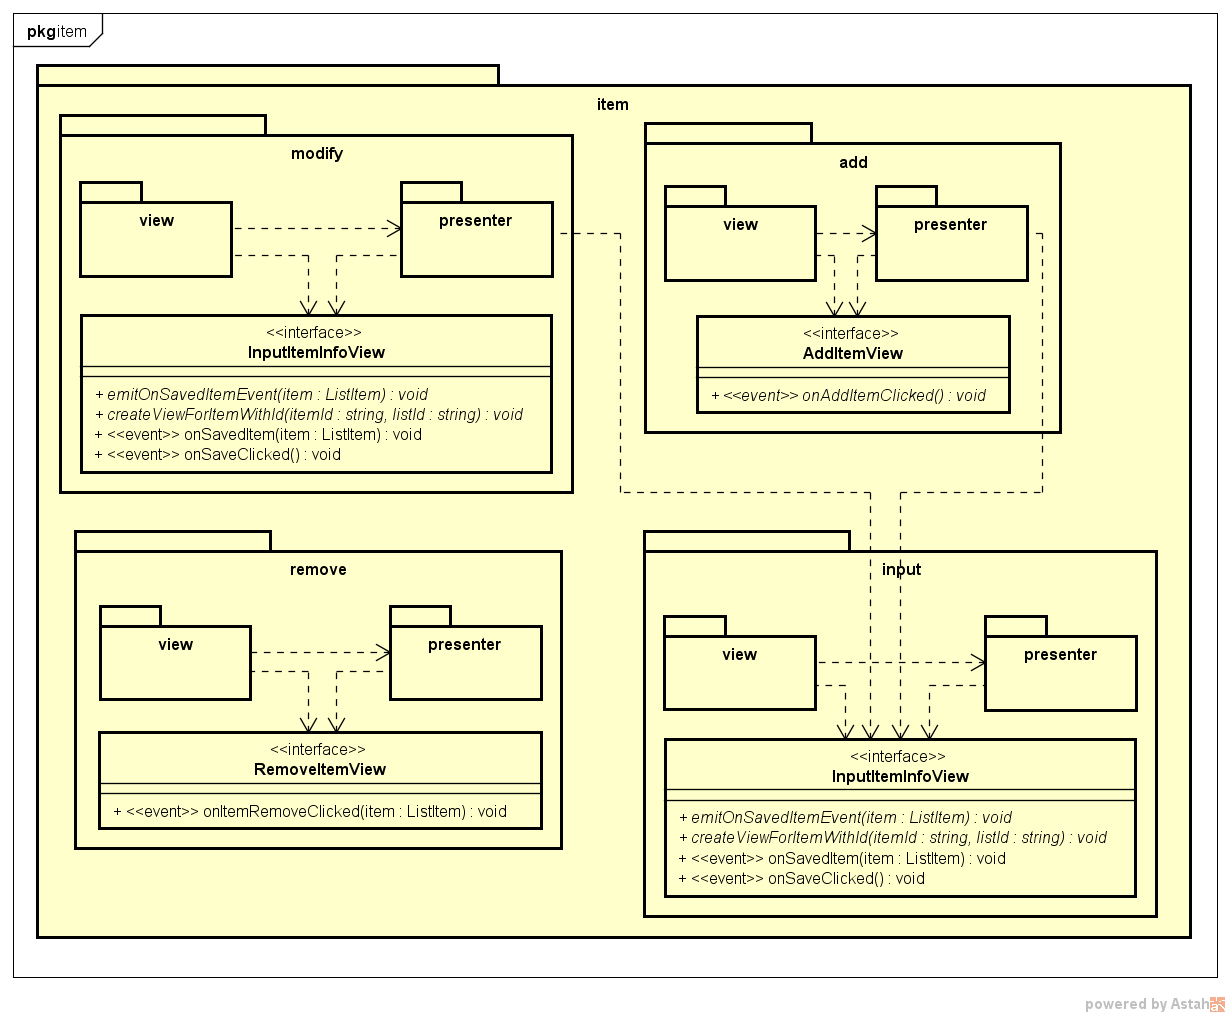 pkg item
item
modify
view
presenter
<<interface>>
InputItemInfoView
+ emitOnSavedItemEvent(item : ListItem) : void
+ createViewForItemWithId(itemId : string, listId : string) : void
+ <<event>> onSavedItem(item : ListItem) : void
+ <<event>> onSaveClicked() : void
add
view
presenter
<<interface>>
AddItemView
+ <<event>> onAddItemClicked() : void
remove
view
presenter
<<interface>>
RemoveItemView
+ <<event>> onItemRemoveClicked(item : ListItem) : void
input
view
presenter
<<interface>>
InputItemInfoView
+ emitOnSavedItemEvent(item : ListItem) : void
+ createViewForItemWithId(itemId : string, listId : string) : void
+ <<event>> onSavedItem(item : ListItem) : void
+ <<event>> onSaveClicked() : void
powered by Astah